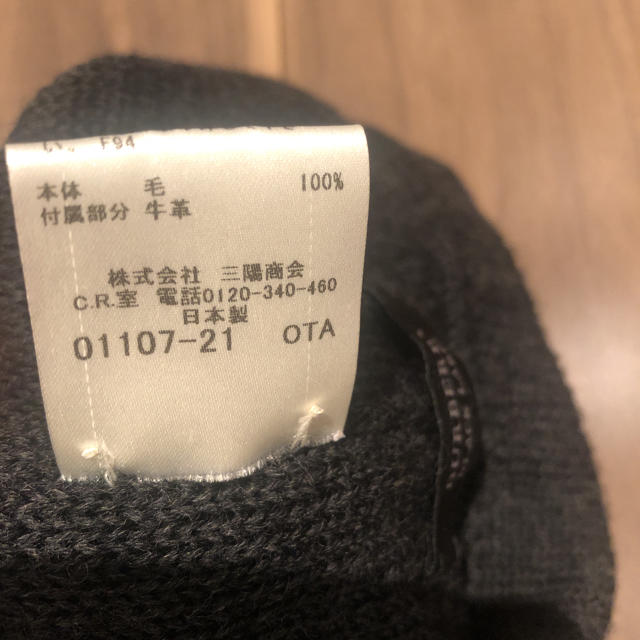 F94
本体 毛 100%
付属部分 牛革
株式会社 三陽商会
C.R.室 電話0120-340-460
日本製
01107-21 OTA